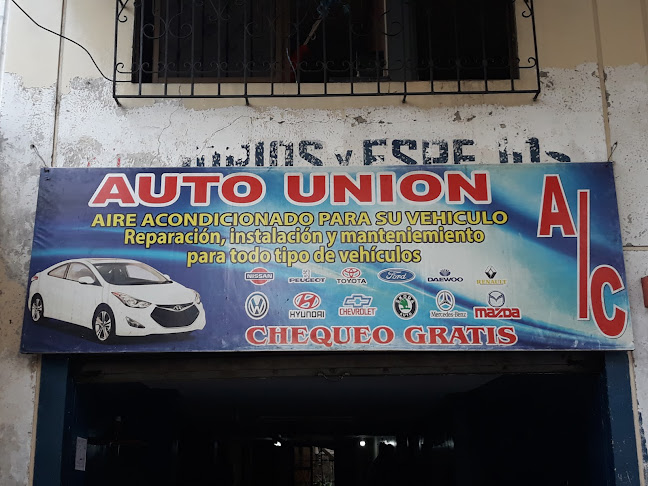 Y ESPE
AUTO UNION
AIRE ACONDICIONADO PARA SU VEHICULO
Reparación, instalación y manteniemiento
para todo tipo de vehículos
A/C
NISSAN PEUGEOT TOYOTA Ford DAEWOO RENAULT
HYUNDAI CHEVROLET Mercedes-Benz mazda
CHEQUEO GRATIS